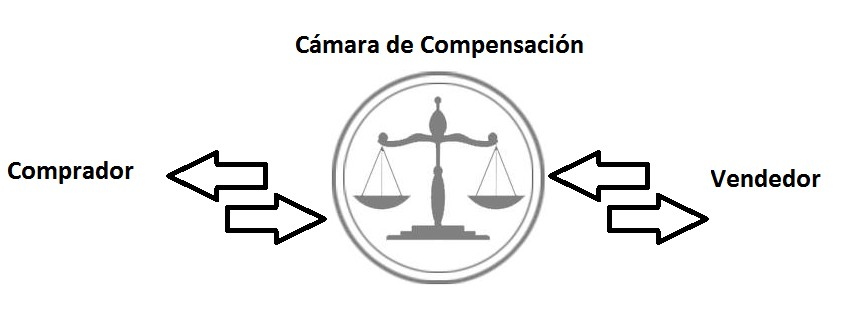 Cámara de Compensación
Comprador
Vendedor